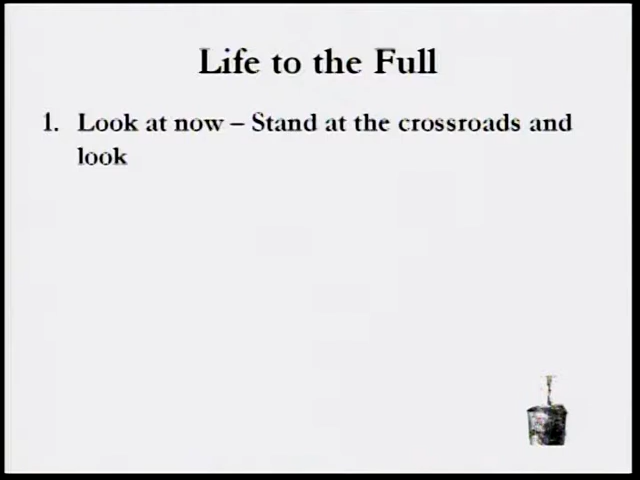 Life to the Full
1. Look at now – Stand at the crossroads and
look